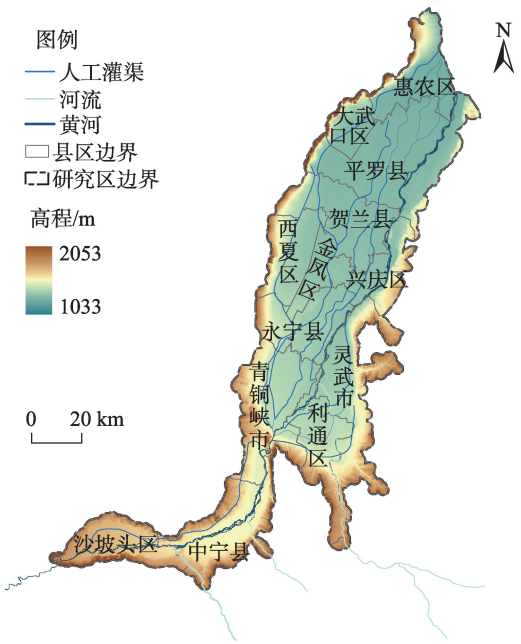 图例
人工灌渠
河流
黄河
县区边界
研究区边界
高程/m
2053
1033
0 20 km
N
惠农区
大武
口区
平罗县
贺兰县
西夏区
金凤区
兴庆区
永宁县
灵武市
青铜峡市
利通区
沙坡头区
中宁县